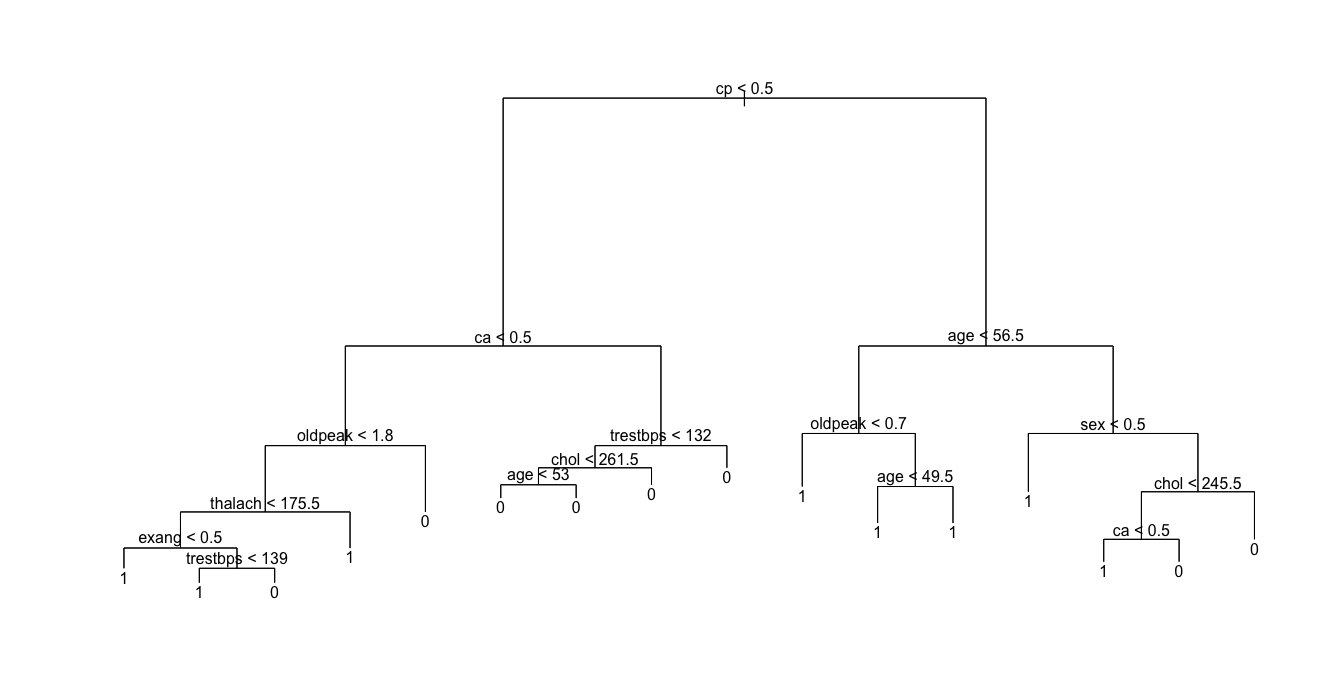 cp < 0.5
ca < 0.5
age < 56.5
oldpeak < 1.8
trestbps < 132
oldpeak < 0.7
sex < 0.5
chol < 261.5
age < 53
0
age < 49.5
chol < 245.5
thalach < 175.5
0
0
0
0
1
1
exang < 0.5
1
1
1
ca < 0.5
0
trestbps < 139
1
1
0
1
0